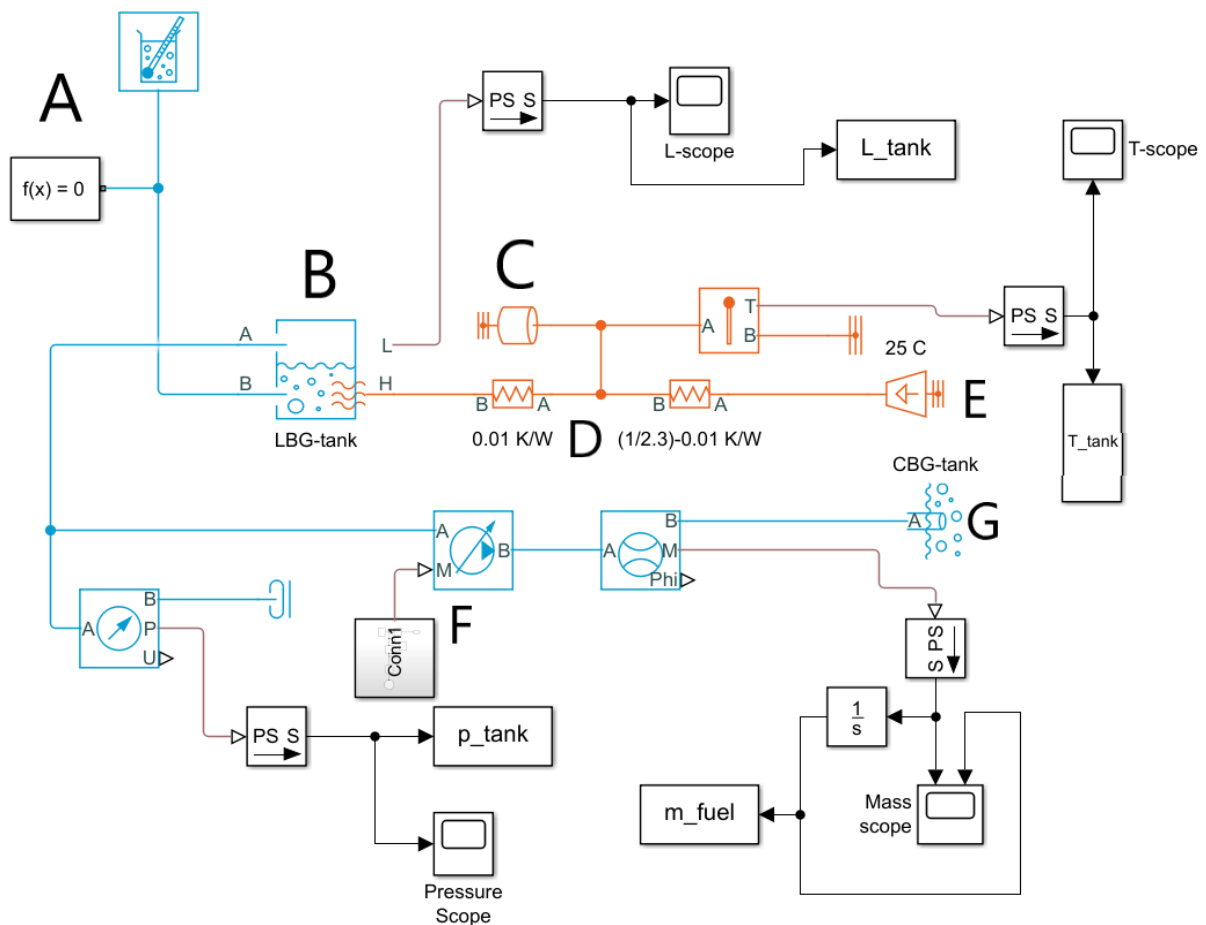 A
f(x) = 0
PS S
L-scope
L_tank
T-scope
B
C
A
B
L
H
LBG-tank
A
T
B
PS S
25 C
B
A
B
A
E
0.01 K/W
D
(1/2.3)-0.01 K/W
T_tank
CBG-tank
A
G
A
M
B
F
Conn1
A
B
M
Phi
A
B
P
U
PS S
p_tank
Pressure
Scope
S PS
1
s
Mass
scope
m_fuel